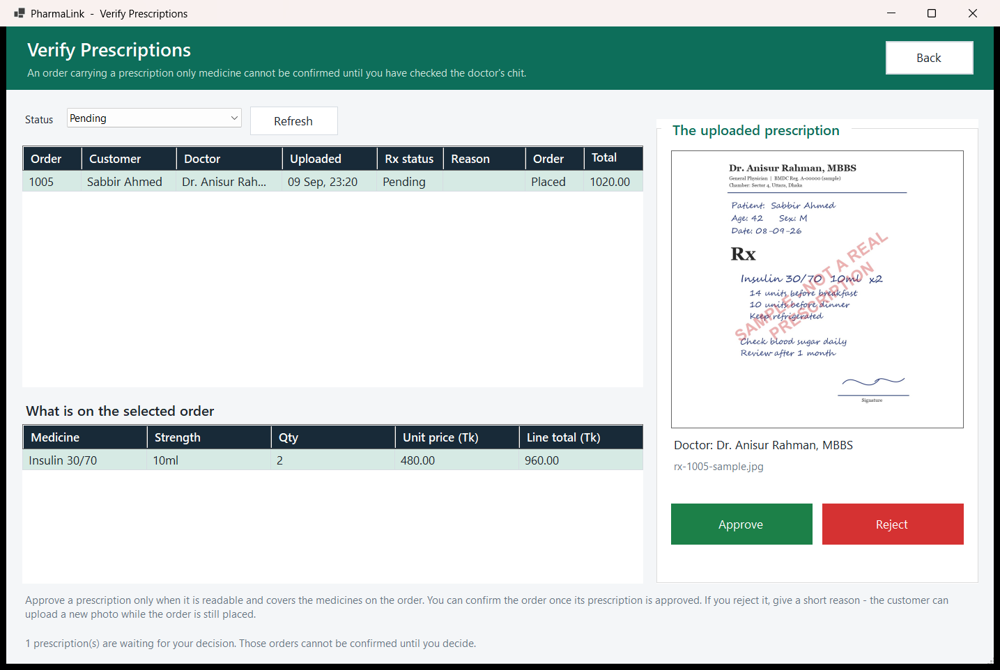 PharmaLink - Verify Prescriptions
Verify Prescriptions
An order carrying a prescription only medicine cannot be confirmed until you have checked the doctor's chit.
Back
Status
Pending
Refresh
Order Customer Doctor Uploaded Rx status Reason Order Total
1005 Sabbir Ahmed Dr. Anisur Rah... 09 Sep, 23:20 Pending Placed 1020.00
What is on the selected order
Medicine Strength Qty Unit price (Tk) Line total (Tk)
Insulin 30/70 10ml 2 480.00 960.00
The uploaded prescription
Dr. Anisur Rahman, MBBS
General Physician | BMDC Reg. A-00000 (sample)
Chamber: Sector 4, Uttara, Dhaka
Patient: Sabbir Ahmed
Age: 42 Sex: M
Date: 08-09-26
Rx
Insulin 30/70 10ml x2
14 units before breakfast
10 units before dinner
Keep refrigerated
Check blood sugar daily
Review after 1 month
SAMPLE - NOT A REAL
PRESCRIPTION
Signature
Doctor: Dr. Anisur Rahman, MBBS
rx-1005-sample.jpg
Approve
Reject
Approve a prescription only when it is readable and covers the medicines on the order. You can confirm the order once its prescription is approved. If you reject it, give a short reason - the customer can
upload a new photo while the order is still placed.
1 prescription(s) are waiting for your decision. Those orders cannot be confirmed until you decide.